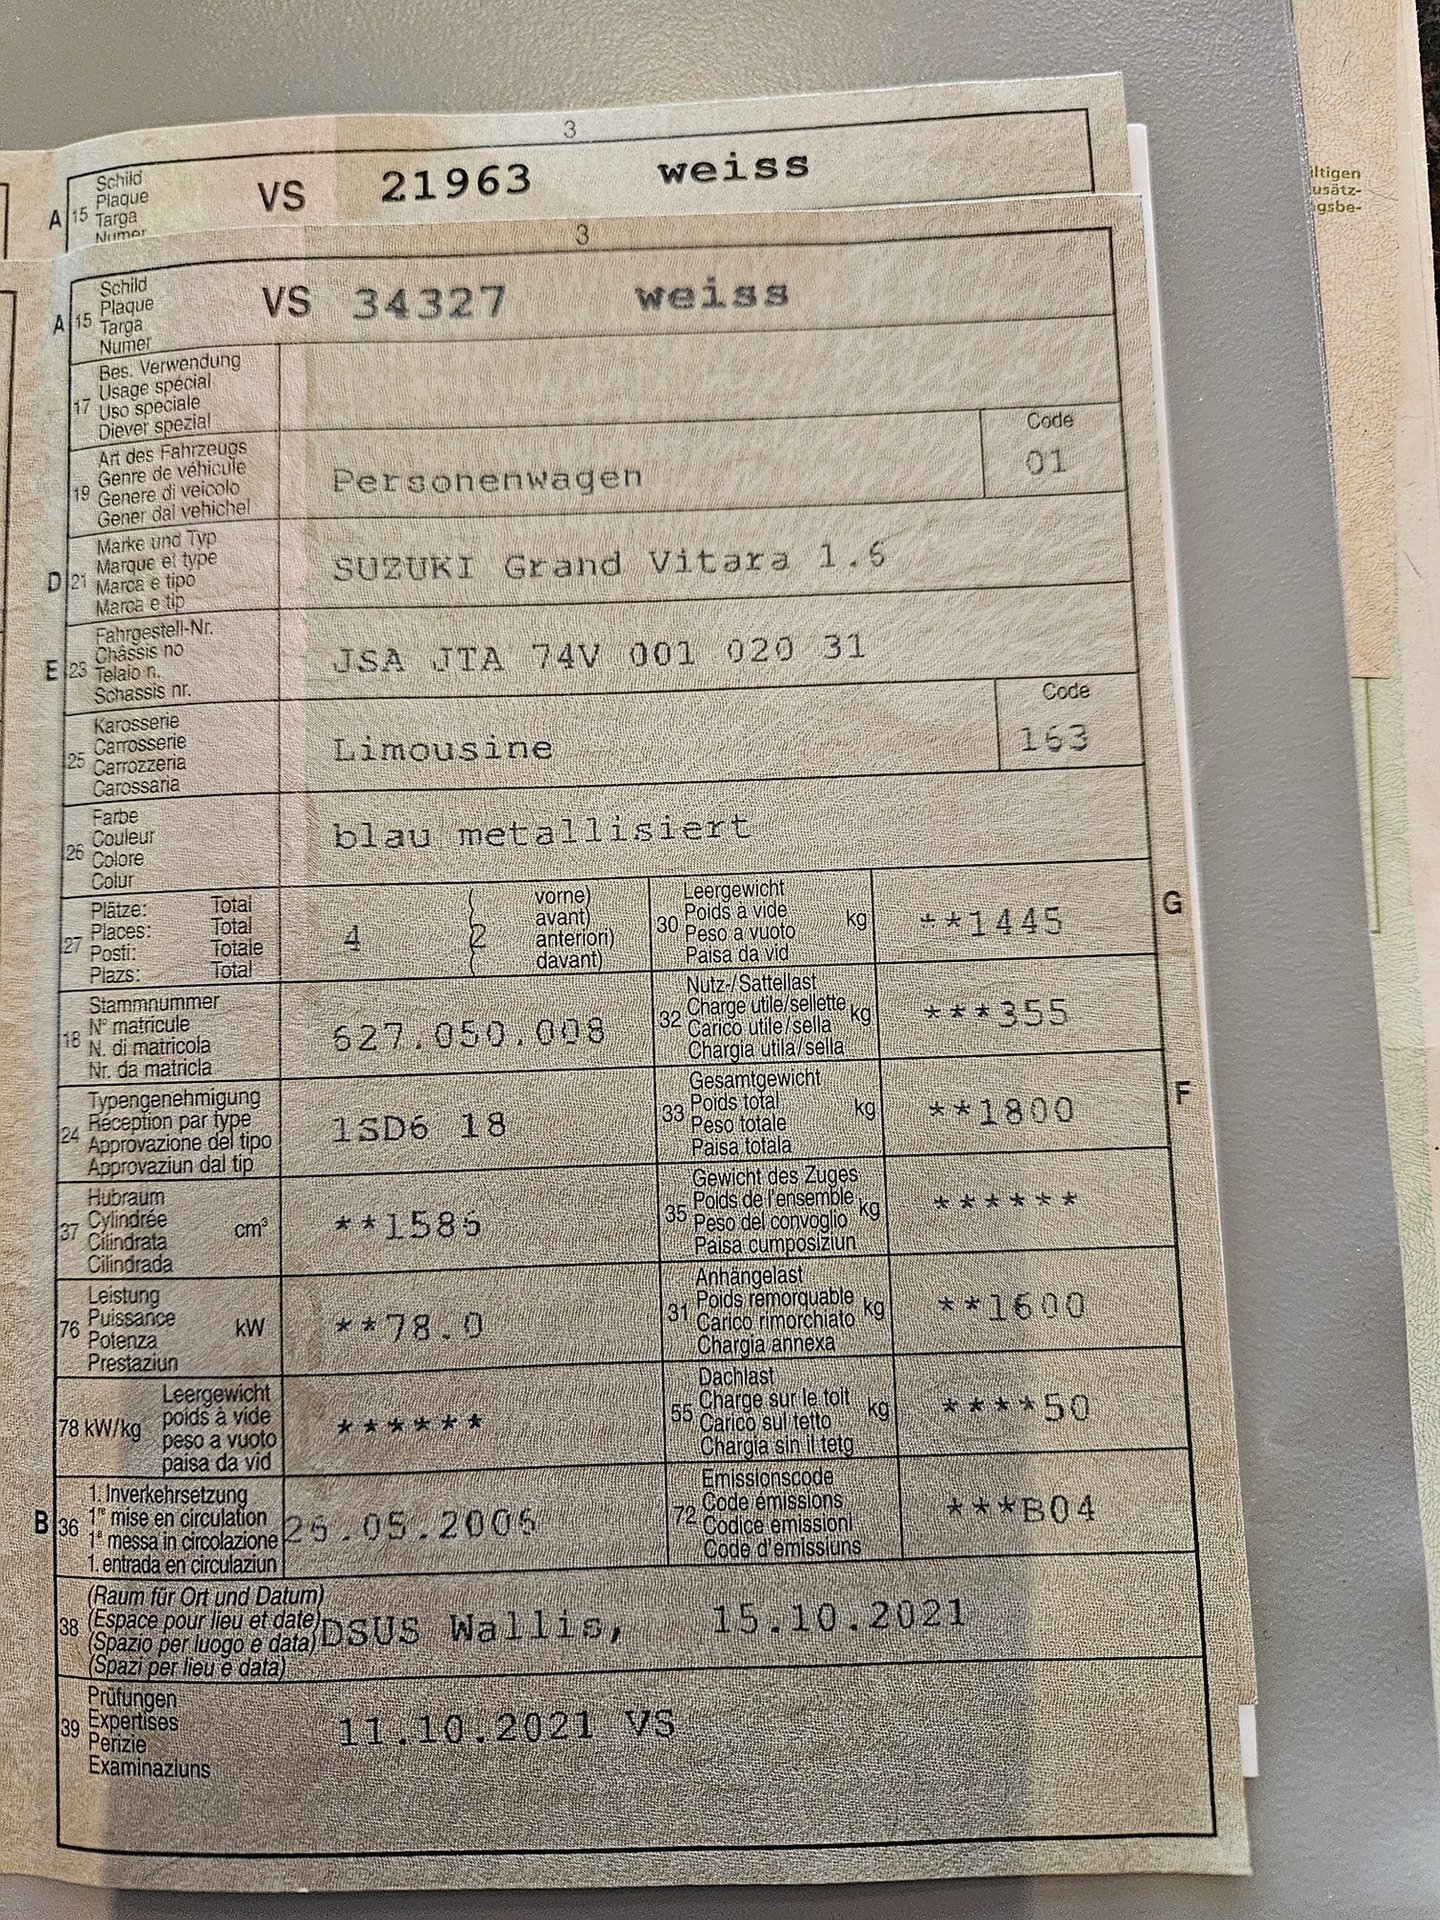 3
A 15 Schild
Plaque
Targa
Numer
VS 21963 weiss
3
A 15 Schild
Plaque
Targa
Numer
VS 34327 weiss
17 Bes. Verwendung
Usage spécial
Uso speciale
Diever spezial
19 Art des Fahrzeugs
Genre de véhicule
Genere di veicolo
Gener dal vehichel
Personenwagen
Code
01
D 21 Marke und Typ
Marque et type
Marca e tipo
Marca e tip
SUZUKI Grand Vitara 1.6
E 23 Fahrgestell-Nr.
Châssis no
Telaio n.
Schassis nr.
JSA JTA 74V 001 020 31
25 Karosserie
Carrosserie
Carrozzeria
Carossaria
Limousine
Code
163
26 Farbe
Couleur
Colore
Colur
blau metallisiert
27 Plätze: Total
Places: Total
Posti: Totale
Plazs: Total
4 (2 vorne)
avant)
anteriori)
davant)
30 Leergewicht
Poids à vide kg
Peso a vuoto
Paisa da vid
**1445
G
18 Stammnummer
N° matricule
N. di matricola
Nr. da matricla
627.050.008
32 Nutz-/Sattellast
Charge utile/sellette kg
Carico utile/sella
Chargia utila/sella
***355
24 Typengenehmigung
Réception par type
Approvazione del tipo
Approvaziun dal tip
1SD6 18
33 Gesamtgewicht
Poids total kg
Peso totale
Paisa totala
**1800
F
37 Hubraum
Cylindrée cm³
Cilindrata
Cilindrada
**1586
35 Gewicht des Zuges
Poids de l'ensemble kg
Peso del convoglio
Paisa cumposiziun
******
76 Leistung
Puissance kW
Potenza
Prestaziun
**78.0
31 Anhängelast
Poids remorquable kg
Carico rimorchiato
Chargia annexa
**1600
78 kW/kg Leergewicht
poids à vide
peso a vuoto
paisa da vid
******
55 Dachlast
Charge sur le toit kg
Carico sul tetto
Chargia sin il tetg
****50
B 36 1. Inverkehrsetzung
1re mise en circulation
1a messa in circolazione
1. entrada en circulaziun
26.05.2006
72 Emissionscode
Code émissions
Codice emissioni
Code d'emissiuns
***B04
38 (Raum für Ort und Datum)
(Espace pour lieu et date)
(Spazio per luogo e data)
(Spazi per lieu e data)
DSUS Wallis, 15.10.2021
39 Prüfungen
Expertises
Perizie
Examinaziuns
11.10.2021 VS
ltigen
usätz-
gsbe-